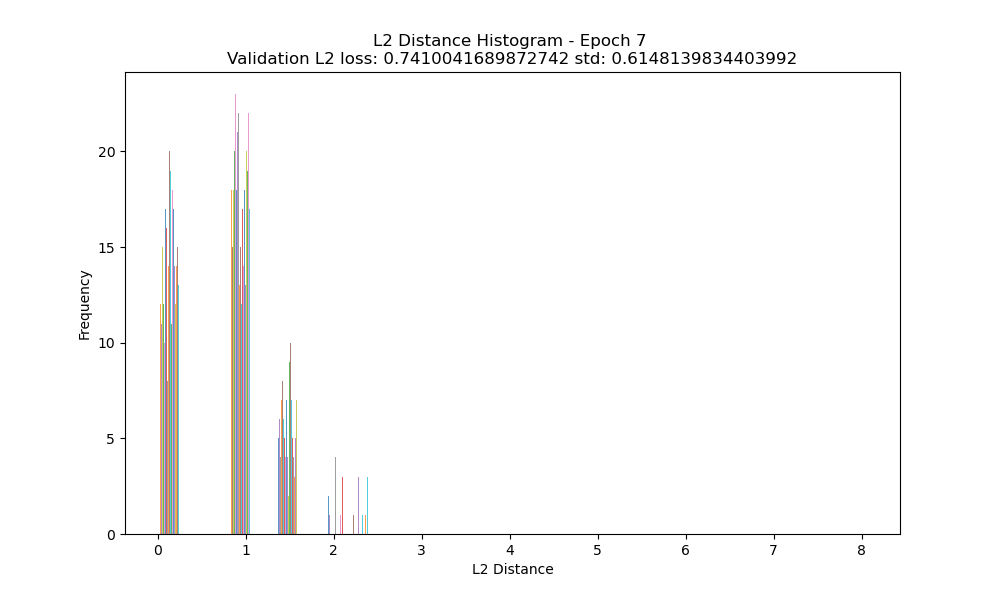 L2 Distance Histogram - Epoch 7
Validation L2 loss: 0.7410041689872742 std: 0.6148139834403992
Frequency
20
15
10
5
0
0 1 2 3 4 5 6 7 8
L2 Distance